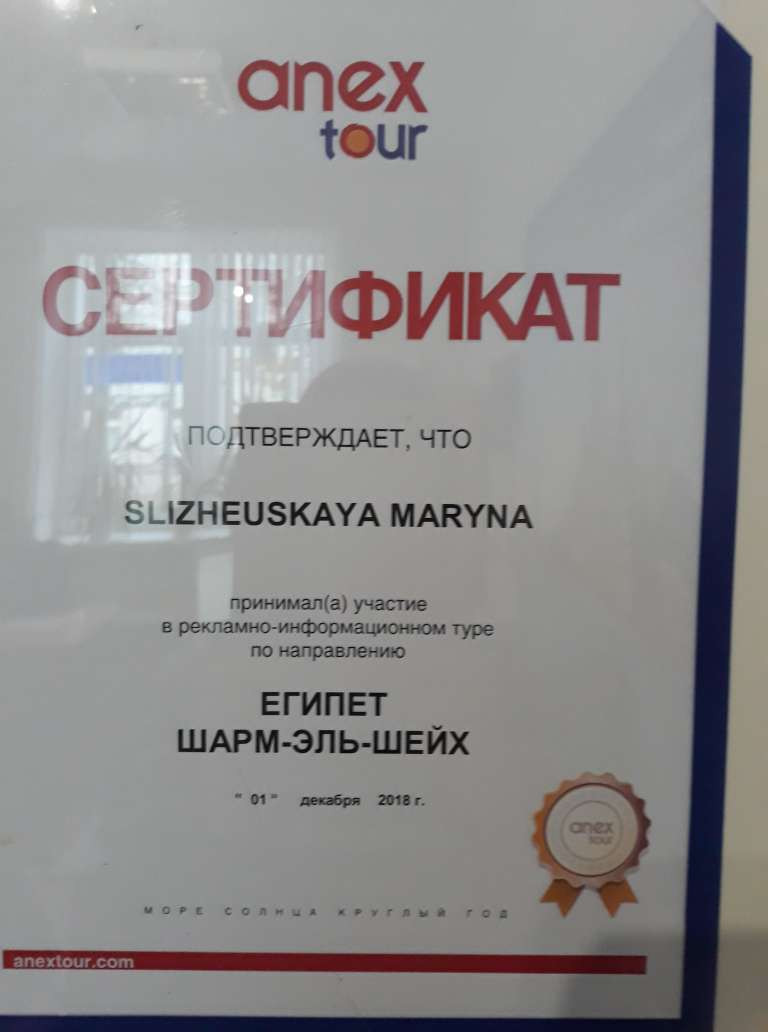 anex
tour
СЕРТИФИКАТ
ПОДТВЕРЖДАЕТ, ЧТО
SLIZHEUSKAYA MARYNA
принимал(а) участие
в рекламно-информационном туре
по направлению
ЕГИПЕТ
ШАРМ-ЭЛЬ-ШЕЙХ
" 01 " декабря 2018 г.
anex
tour
МОРЕ СОЛНЦА КРУГЛЫЙ ГОД
anextour.com